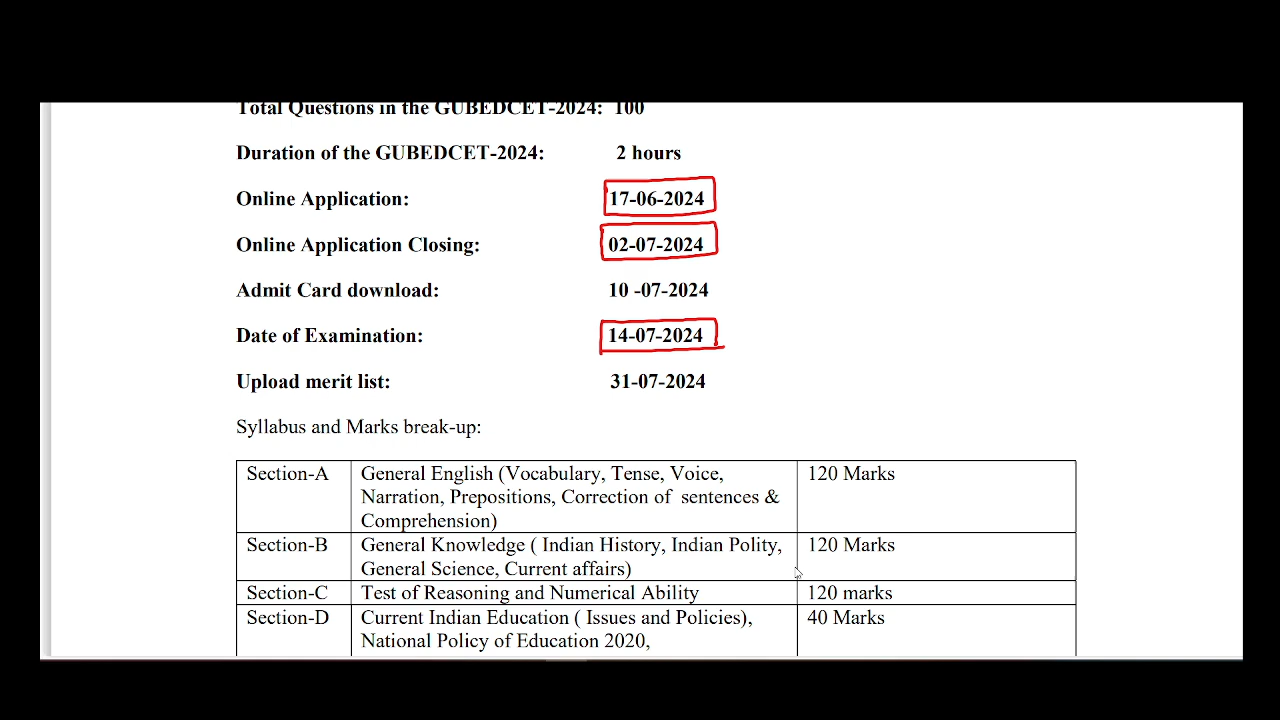 Total Questions in the GUBEDCET-2024: 100
Duration of the GUBEDCET-2024: 2 hours
Online Application: 17-06-2024
Online Application Closing: 02-07-2024
Admit Card download: 10 -07-2024
Date of Examination: 14-07-2024
Upload merit list: 31-07-2024
Syllabus and Marks break-up:
Section-A General English (Vocabulary, Tense, Voice, 120 Marks
Narration, Prepositions, Correction of sentences &
Comprehension)
Section-B General Knowledge ( Indian History, Indian Polity, 120 Marks
General Science, Current affairs)
Section-C Test of Reasoning and Numerical Ability 120 marks
Section-D Current Indian Education ( Issues and Policies), 40 Marks
National Policy of Education 2020,